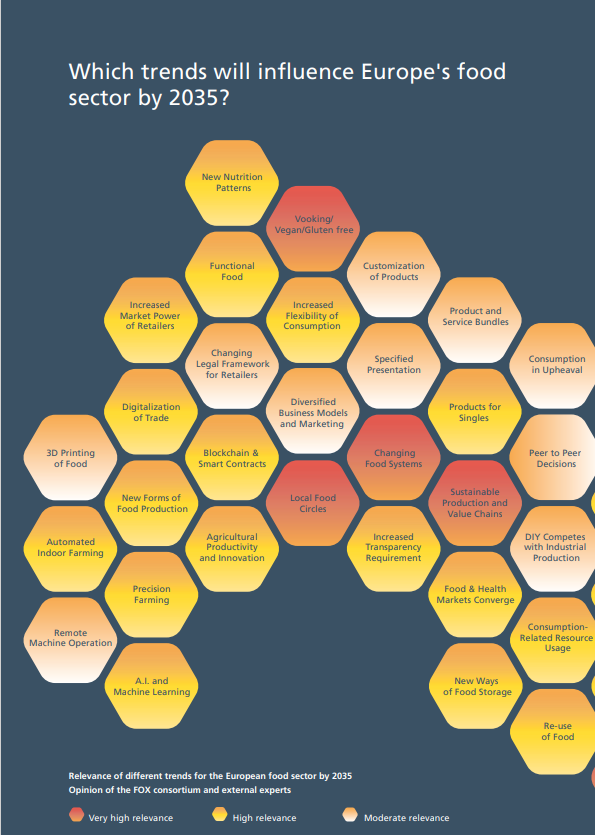 Which trends will influence Europe's food
sector by 2035?
New Nutrition
Patterns
Vooking/
Vegan/Gluten free
Functional
Food
Customization
of Products
Increased
Market Power
of Retailers
Increased
Flexibility of
Consumption
Product and
Service Bundles
Changing
Legal Framework
for Retailers
Specified
Presentation
Consumption
in Upheaval
Digitalization
of Trade
Diversified
Business Models
and Marketing
Products for
Singles
3D Printing
of Food
Blockchain &
Smart Contracts
Changing
Food Systems
Peer to Peer
Decisions
New Forms of
Food Production
Local Food
Circles
Sustainable
Production and
Value Chains
Automated
Indoor Farming
Agricultural
Productivity
and Innovation
Increased
Transparency
Requirement
DIY Competes
with Industrial
Production
Precision
Farming
Food & Health
Markets Converge
Remote
Machine Operation
Consumption-
Related Resource
Usage
A.I. and
Machine Learning
New Ways
of Food Storage
Re-use
of Food
Relevance of different trends for the European food sector by 2035
Opinion of the FOX consortium and external experts
Very high relevance
High relevance
Moderate relevance